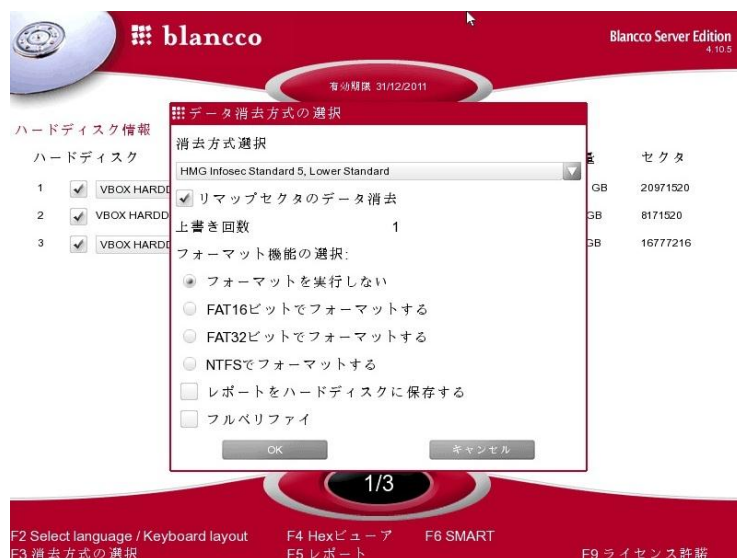 blancco
Blancco Server Edition
4.10.5
有効期限 31/12/2011
ハードディスク情報
データ消去方式の選択
ハードディスク
セクタ
消去方式選択
HMG Infosec Standard 5, Lower Standard
1 VBOX HARDD GB 20971520
リマップセクタのデータ消去
2 VBOX HARDD GB 8171520
上書き回数 1
3 VBOX HARDD GB 16777216
フォーマット機能の選択:
フォーマットを実行しない
FAT16ビットでフォーマットする
FAT32ビットでフォーマットする
NTFSでフォーマットする
レポートをハードディスクに保存する
フルベリファイ
OK キャンセル
1/3
F2 Select language / Keyboard layout F4 Hexビューア F6 SMART
F3 消去方式の選択 F5 レポート F9 ライセンス許諾